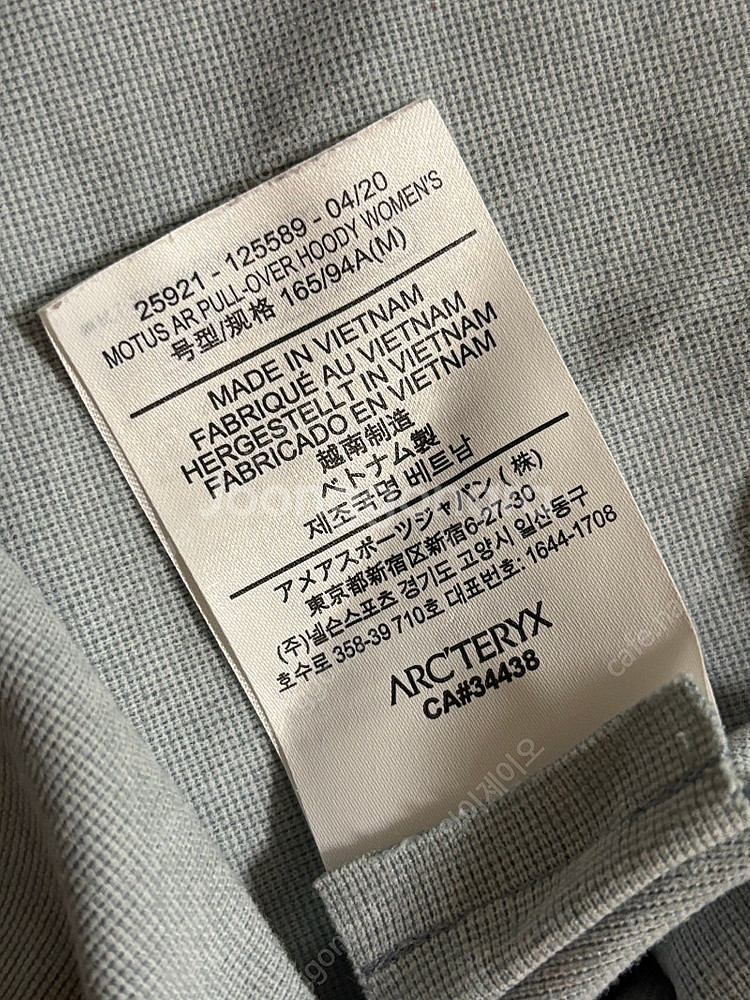 25921 - 125589 - 04/20
MOTUS AR PULL-OVER HOODY WOMEN'S
号型/规格 165/94A(M)
MADE IN VIETNAM
FABRIQUÉ AU VIETNAM
HERGESTELLT IN VIETNAM
FABRICADO EN VIETNAM
越南制造
ベトナム製
제조국명 베트남
アメアスポーツジャパン ( 株)
東京都新宿区新宿6-27-30
(주)넬슨스포츠 경기도 고양시 일산동구
호수로 358-39 710호 대표번호: 1644-1708
ARC'TERYX
CA#34438